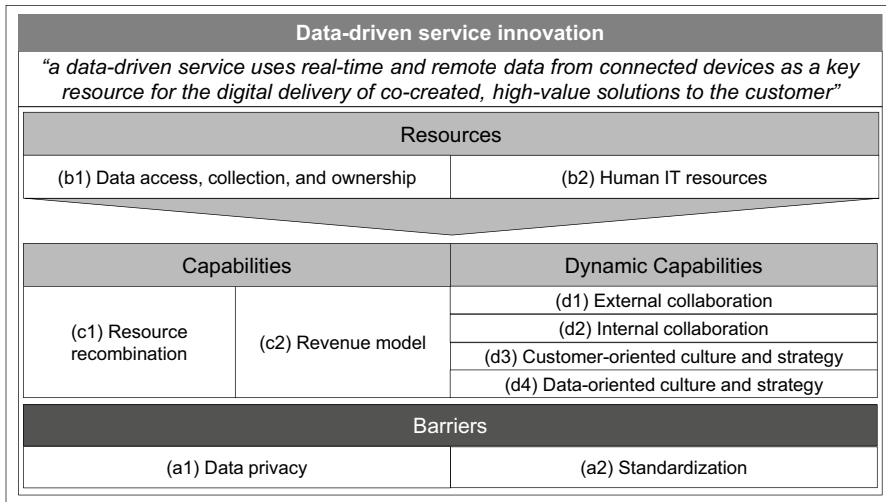 Data-driven service innovation
“a data-driven service uses real-time and remote data from connected devices as a key
resource for the digital delivery of co-created, high-value solutions to the customer”
Resources
(b1) Data access, collection, and ownership
(b2) Human IT resources
Capabilities
Dynamic Capabilities
(c1) Resource
recombination
(c2) Revenue model
(d1) External collaboration
(d2) Internal collaboration
(d3) Customer-oriented culture and strategy
(d4) Data-oriented culture and strategy
Barriers
(a1) Data privacy
(a2) Standardization